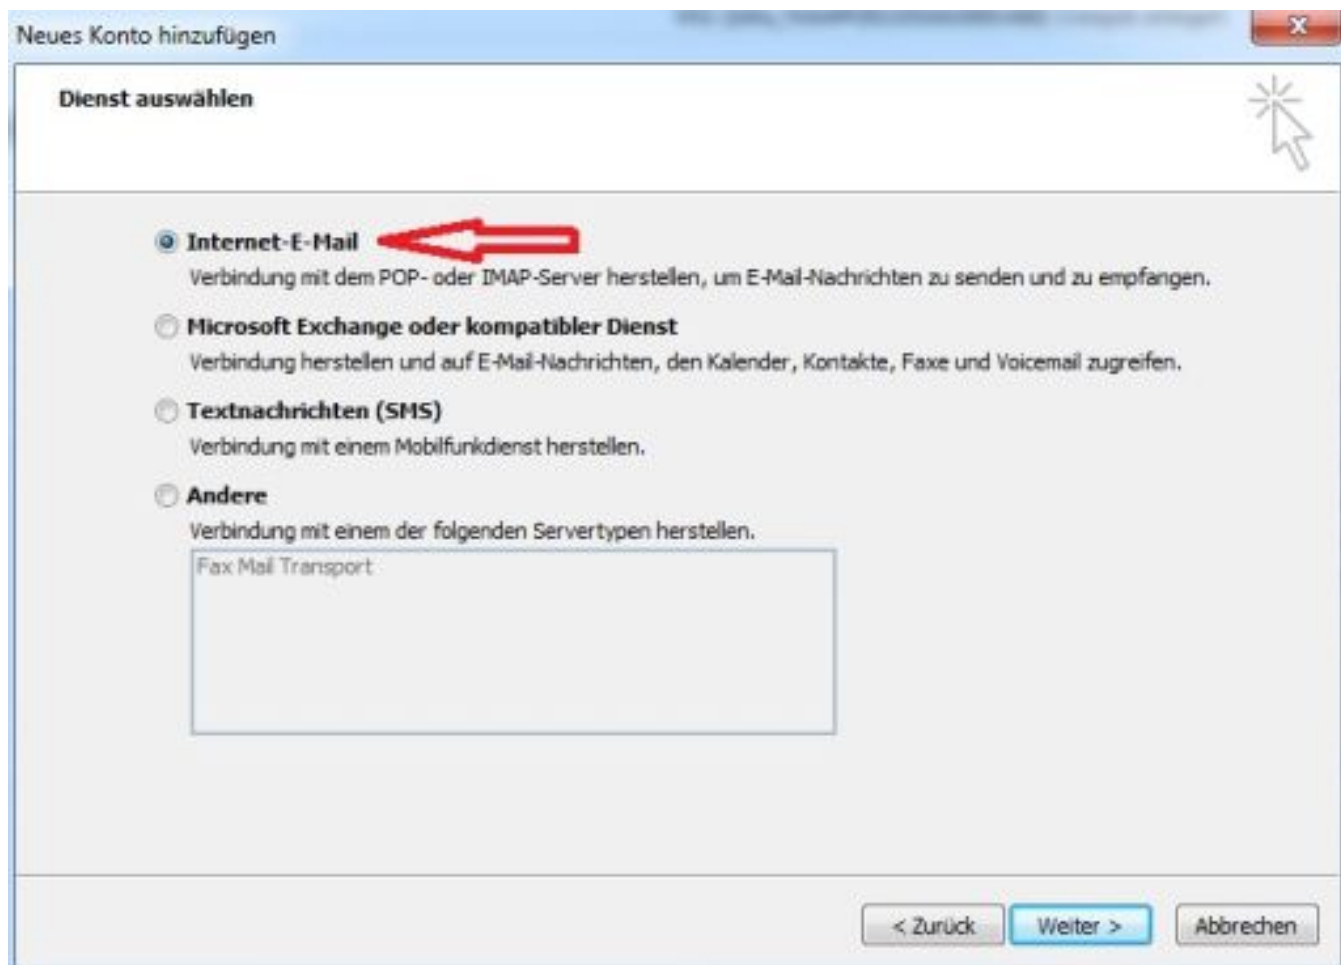 Neues Konto hinzufügen
x
Dienst auswählen
Internet-E-Mail
Verbindung mit dem POP- oder IMAP-Server herstellen, um E-Mail-Nachrichten zu senden und zu empfangen.
Microsoft Exchange oder kompatibler Dienst
Verbindung herstellen und auf E-Mail-Nachrichten, den Kalender, Kontakte, Faxe und Voicemail zugreifen.
Textnachrichten (SMS)
Verbindung mit einem Mobilfunkdienst herstellen.
Andere
Verbindung mit einem der folgenden Servertypen herstellen.
Fax Mail Transport
< Zurück
Weiter >
Abbrechen